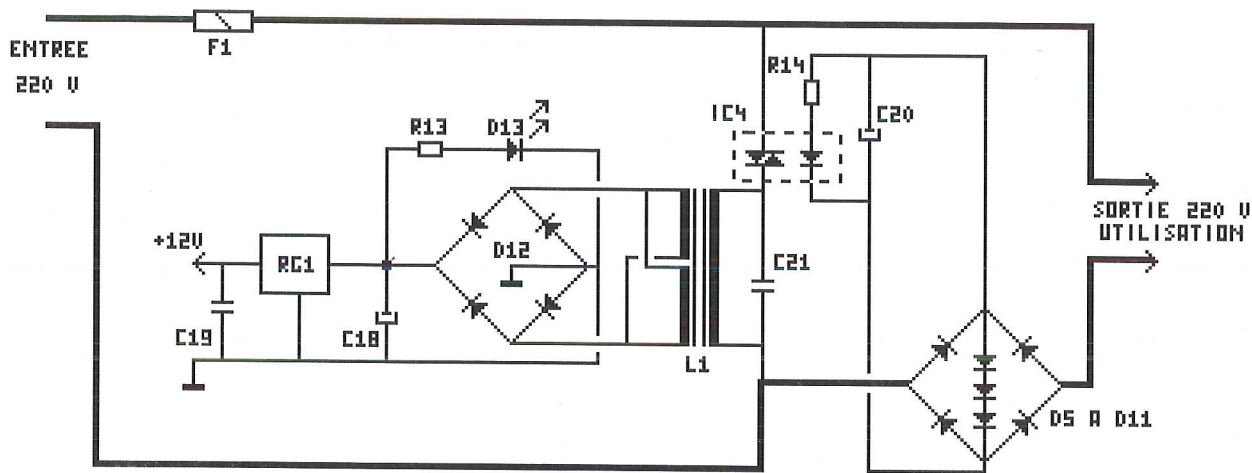 F1
ENTREE
220 V
R14
IC4
C20
R13
D13
SORTIE 220 V
UTILISATION
+12V
RG1
D12
C21
C19
C18
L1
D5 A D11